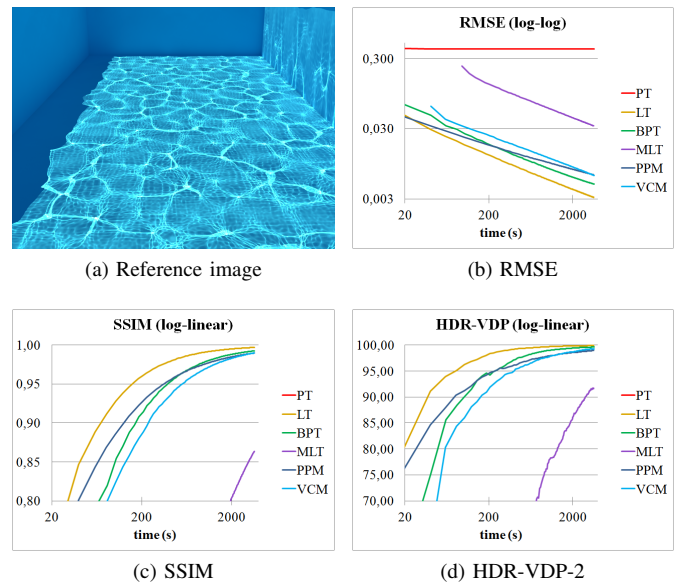 RMSE (log-log)
0,300
0,030
0,003
20
200
2000
time (s)
PT
LT
BPT
MLT
PPM
VCM
(a) Reference image
(b) RMSE
SSIM (log-linear)
1,00
0,95
0,90
0,85
0,80
20
200
2000
time (s)
PT
LT
BPT
MLT
PPM
VCM
HDR-VDP (log-linear)
100,00
95,00
90,00
85,00
80,00
75,00
70,00
20
200
2000
time (s)
PT
LT
BPT
MLT
PPM
VCM
(c) SSIM
(d) HDR-VDP-2